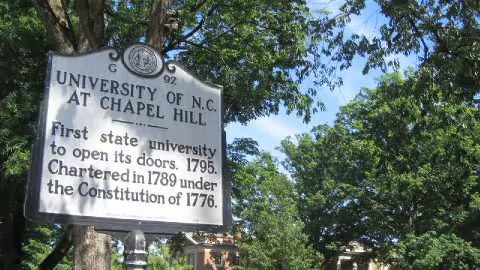 G 92
UNIVERSITY OF N.C.
AT CHAPEL HILL
First state university
to open its doors, 1795.
Chartered in 1789 under
the Constitution of 1776.